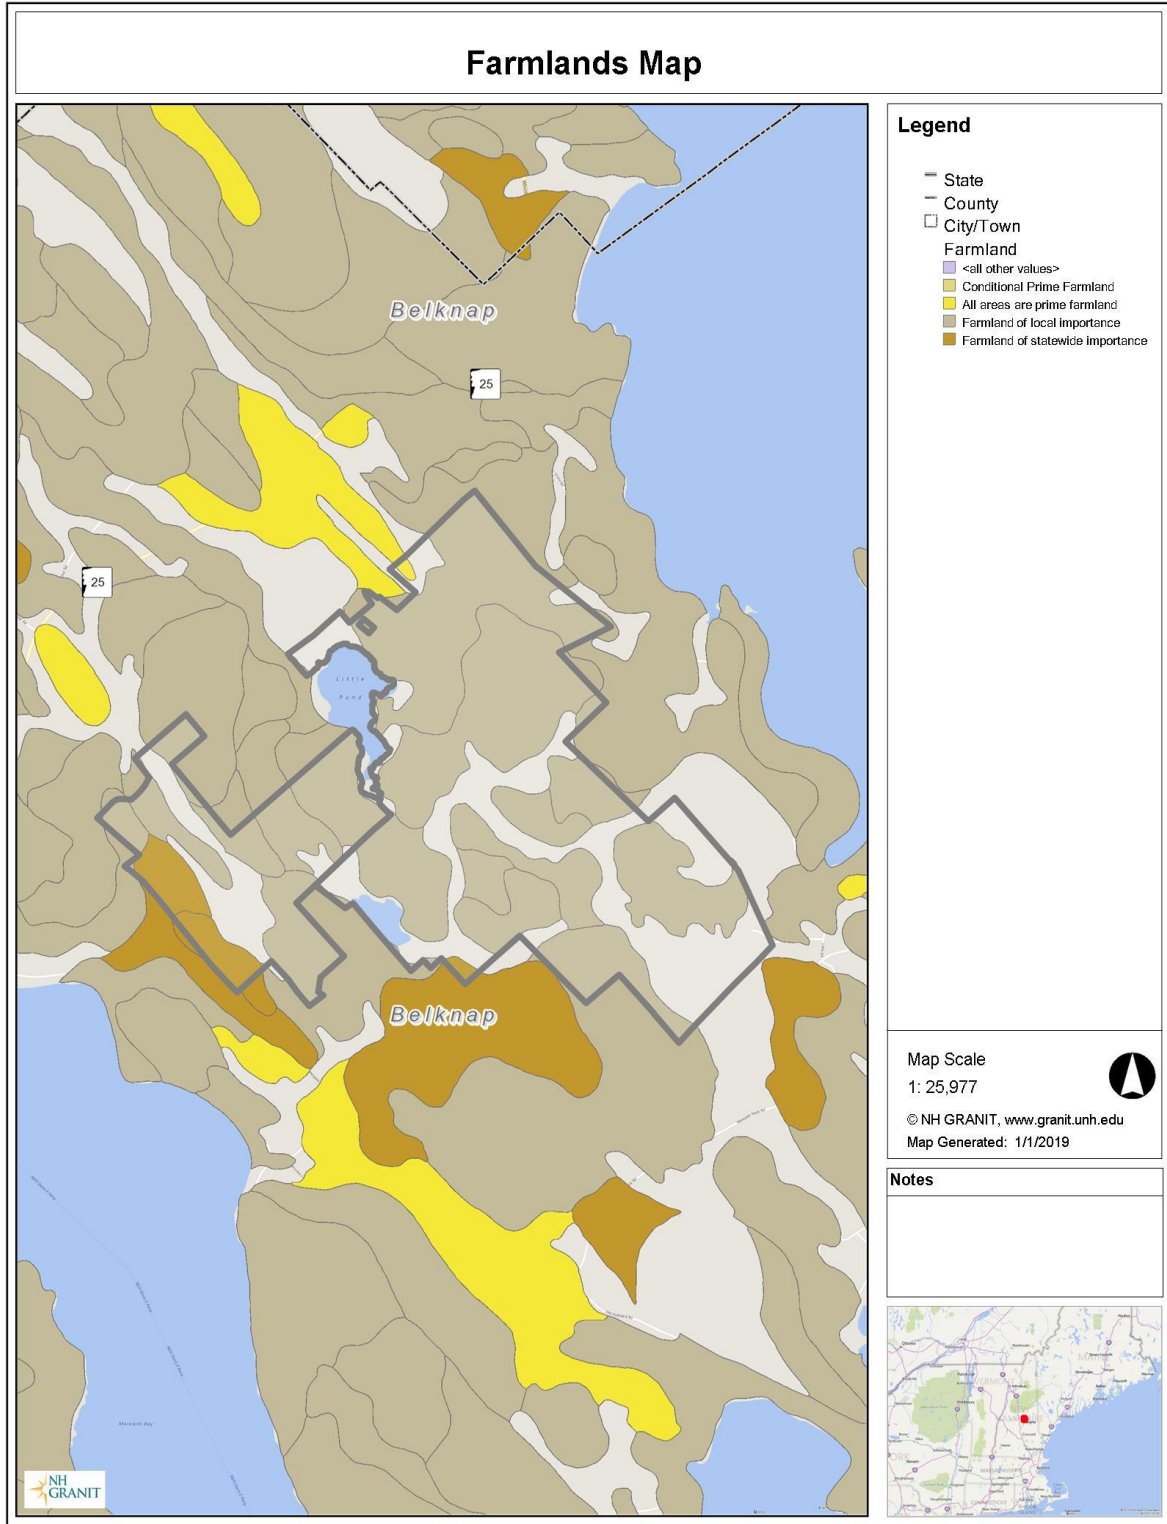 Farmlands Map
Legend
State
County
City/Town
Farmland
<all other values>
Conditional Prime Farmland
All areas are prime farmland
Farmland of local importance
Farmland of statewide importance
Belknap
25
25
Little
Pond
Belknap
Meredith Bay
NH
GRANIT
Map Scale
1: 25,977
© NH GRANIT, www.granit.unh.edu
Map Generated: 1/1/2019
Notes